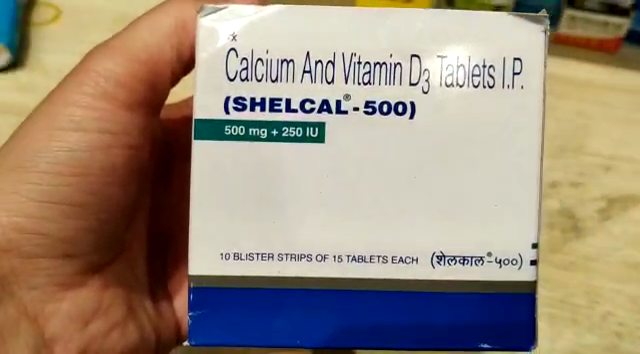 Rx
Calcium And Vitamin D3 Tablets I.P.
(SHELCAL®-500)
500 mg + 250 IU
10 BLISTER STRIPS OF 15 TABLETS EACH (शेलकाल®-५००)